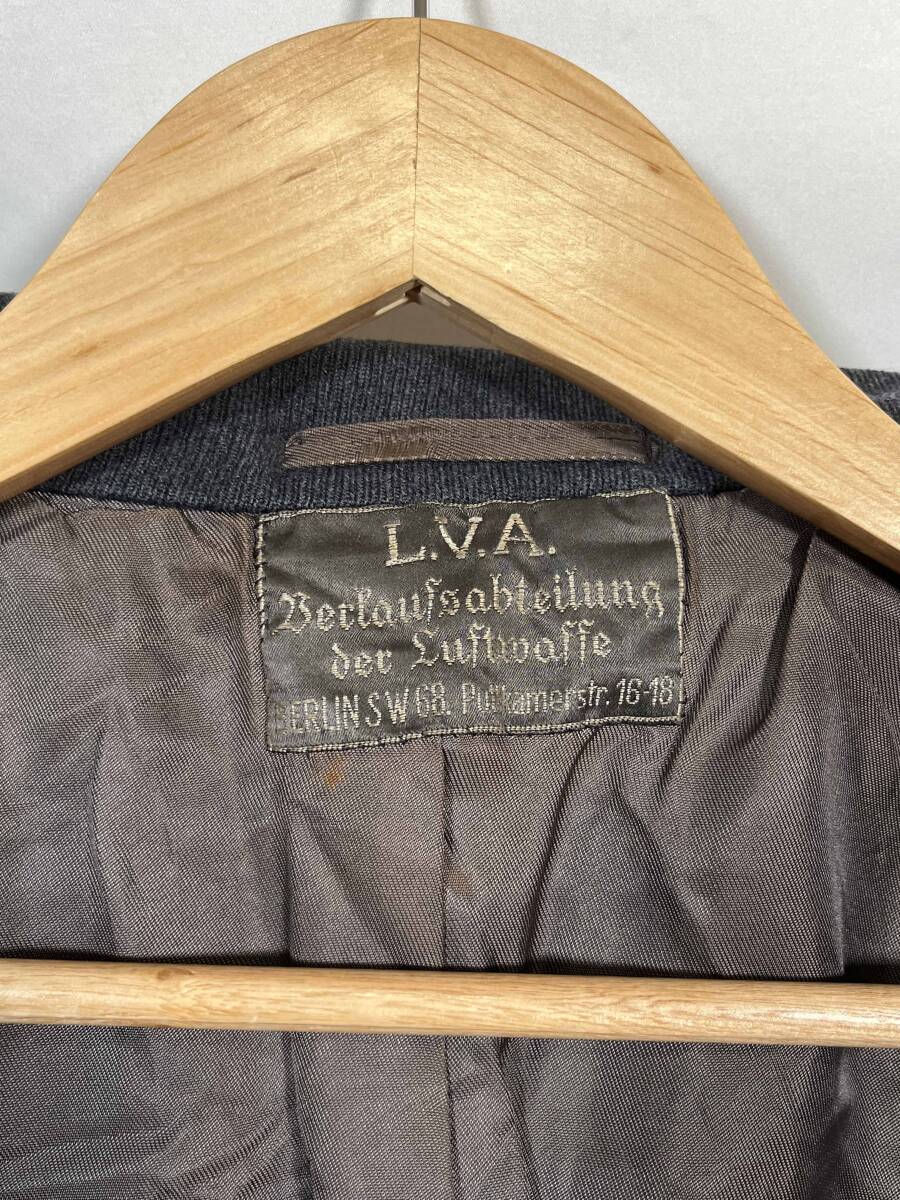 L.V.A.
Verkaufsabteilung
der Luftwaffe
BERLIN SW 68. Puttkamerstr. 16-18